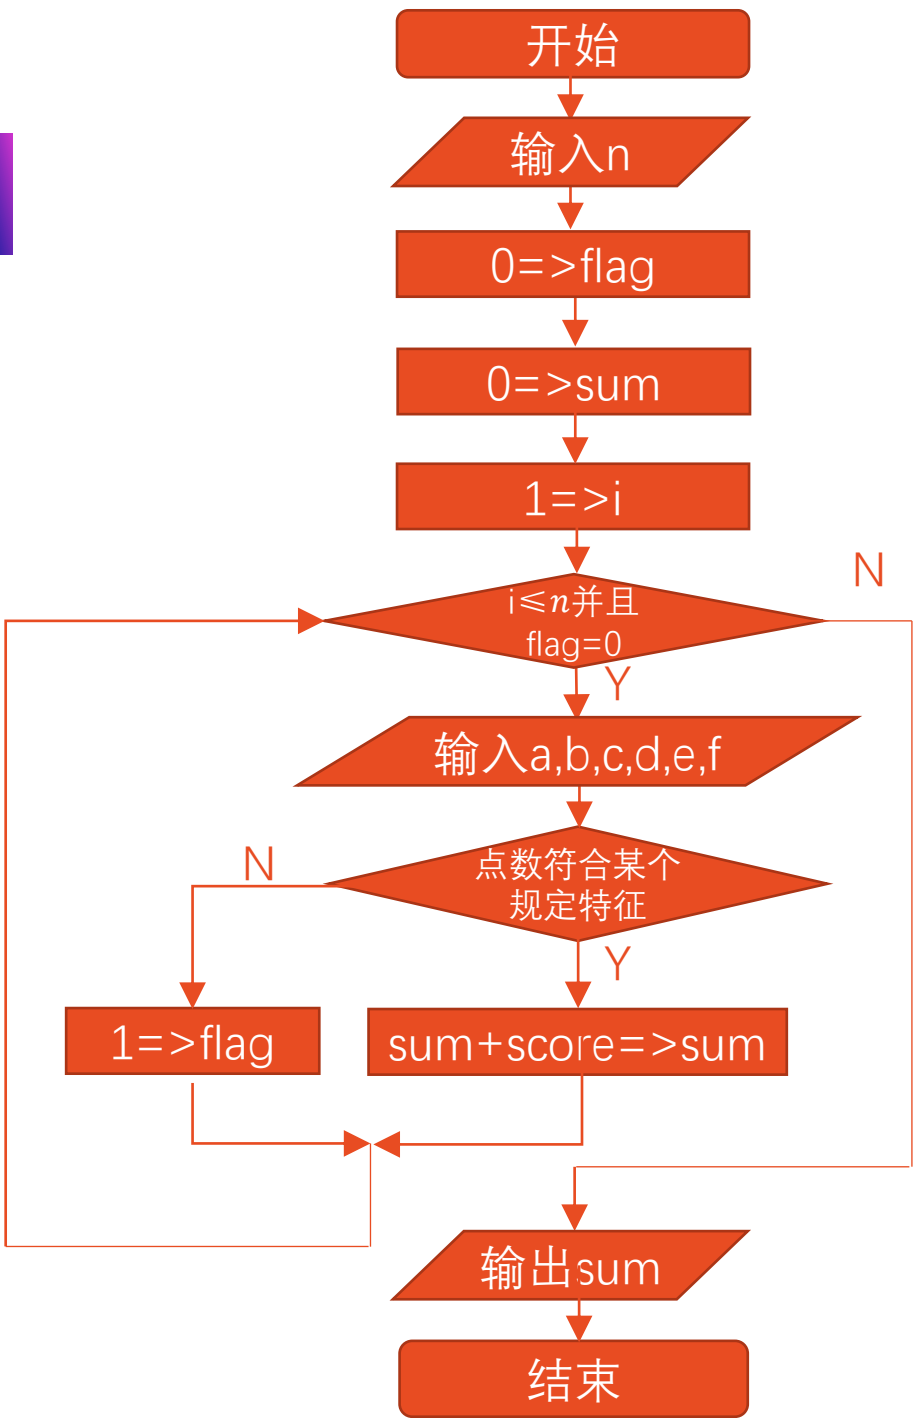 开始
输入n
0=>flag
0=>sum
1=>i
N
i≤n并且
flag=0
Y
输入a,b,c,d,e,f
N
点数符合某个
规定特征
Y
1=>flag
sum+score=>sum
输出sum
结束